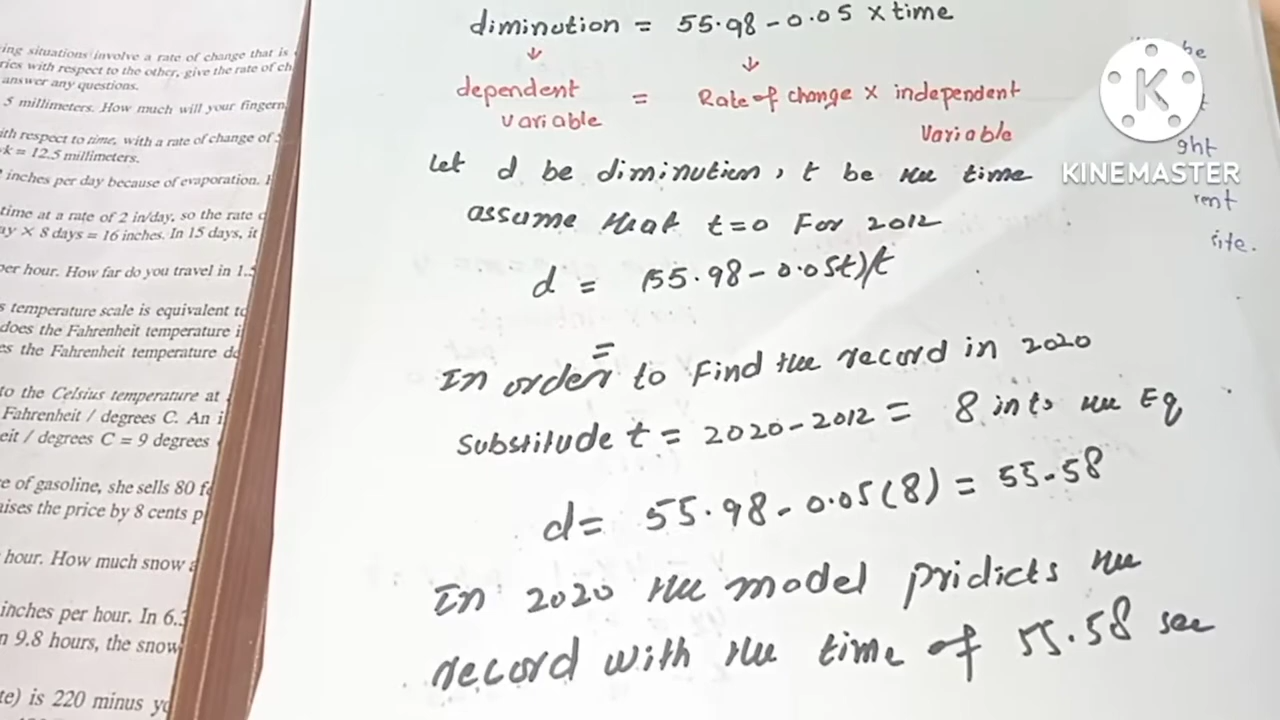 ing situations involve a rate of change that is
ries with respect to the other, give the rate of ch
answer any questions.
5 millimeters. How much will your fingern
ith respect to time, with a rate of change of
k = 12.5 millimeters.
inches per day because of evaporation.
time at a rate of 2 in/day, so the rate
ay × 8 days = 16 inches. In 15 days, it
per hour. How far do you travel in 1.5
s temperature scale is equivalent to
does the Fahrenheit temperature i
es the Fahrenheit temperature de
to the Celsius temperature at
Fahrenheit / degrees C. An i
eit / degrees C = 9 degrees
e of gasoline, she sells 80 f
aises the price by 8 cents p
hour. How much snow a
inches per hour. In 6.3
n 9.8 hours, the snow
te) is 220 minus yo
diminution = 55.98 - 0.05 × time
↓ ↓
dependent = Rate of change × independent
variable Variable
Let d be diminution, t be the time
assume that t=0 For 2012
d = (55.98 - 0.05t)/t
=
In order to Find the record in 2020
Substitude t = 2020-2012 = 8 into the Eq
d = 55.98 - 0.05(8) = 55.58
In 2020 the model pridicts the
record with the time of 55.58 sec
be
ght
rent
ite.
K
KINEMASTER